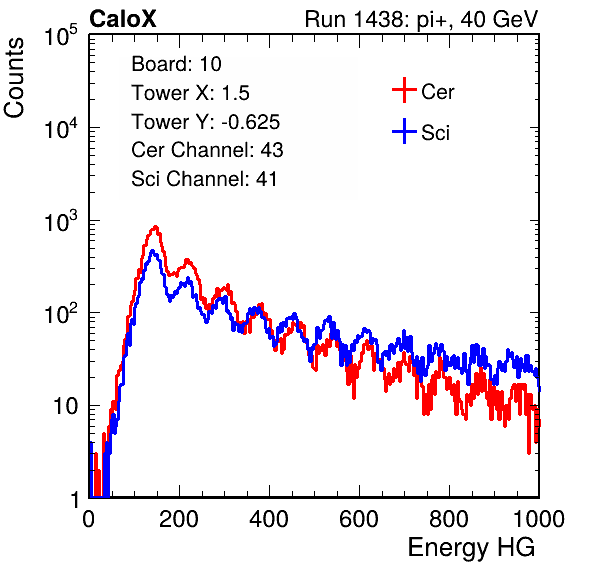 CaloX Run 1438: pi+, 40 GeV
Counts
Board: 10
Tower X: 1.5
Tower Y: -0.625
Cer Channel: 43
Sci Channel: 41
Cer
Sci
10^5
10^4
10^3
10^2
10
1
0 200 400 600 800 1000
Energy HG